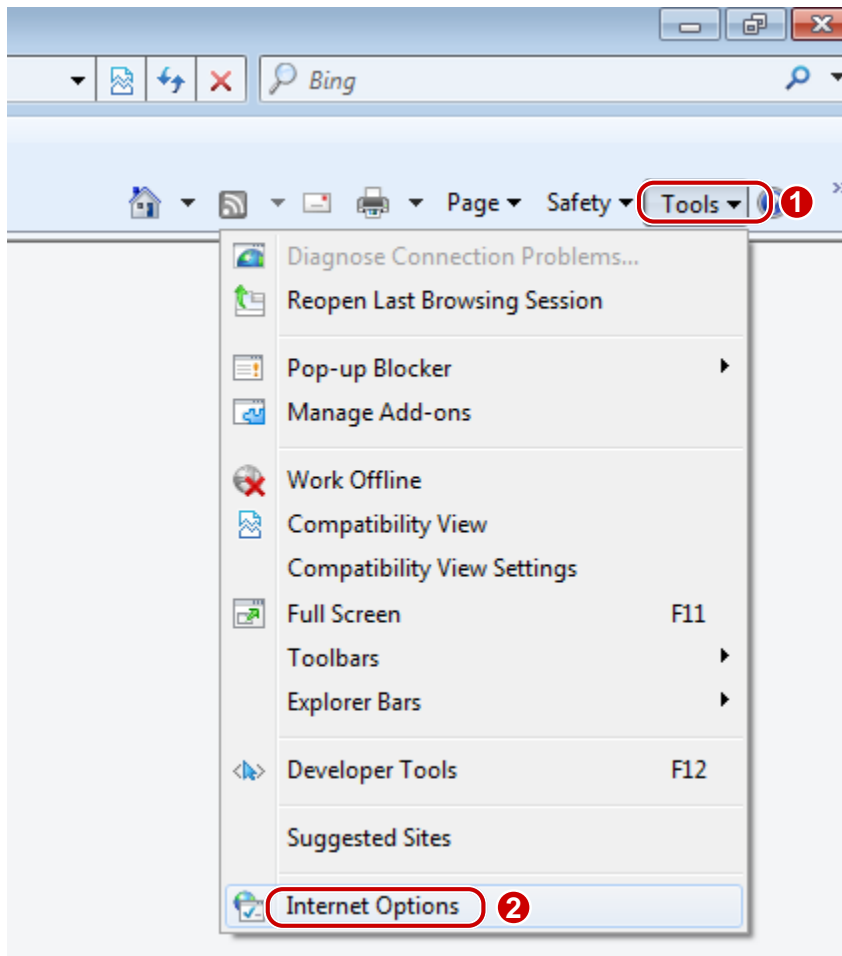 Bing
Page Safety Tools 1
Diagnose Connection Problems...
Reopen Last Browsing Session
Pop-up Blocker
Manage Add-ons
Work Offline
Compatibility View
Compatibility View Settings
Full Screen F11
Toolbars
Explorer Bars
Developer Tools F12
Suggested Sites
Internet Options 2